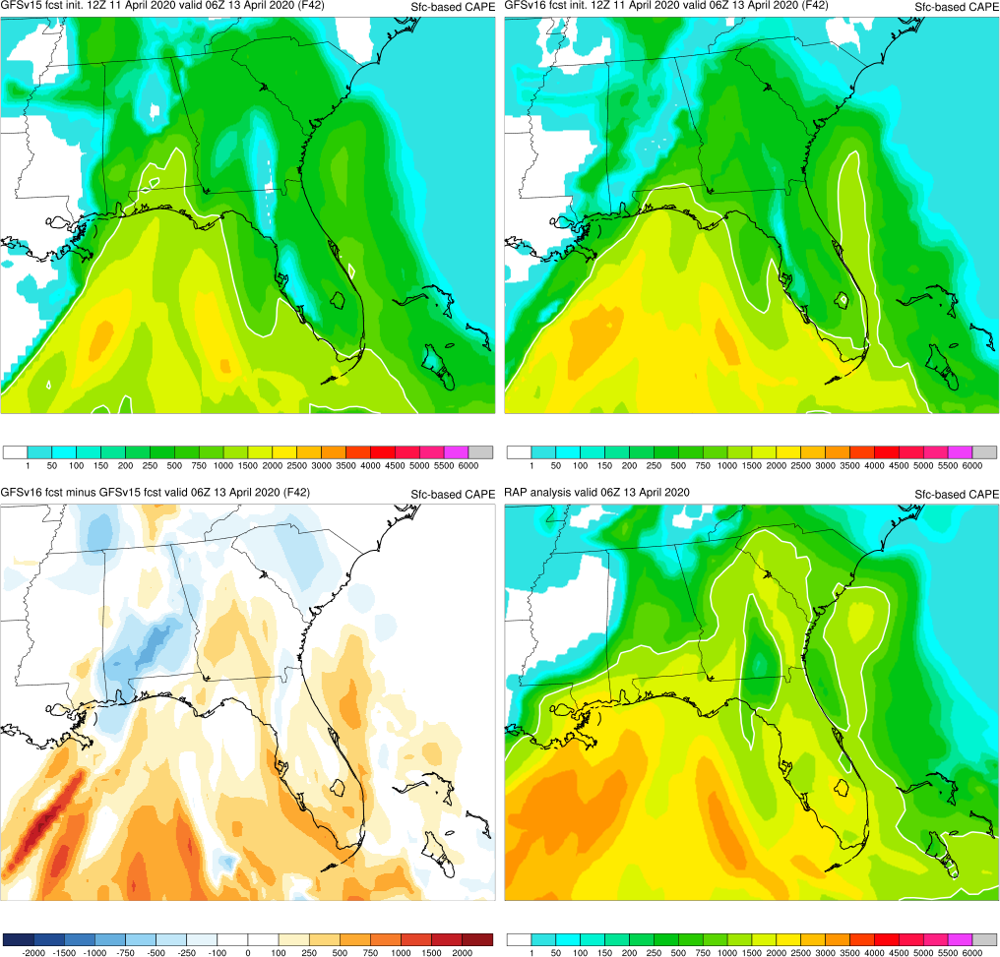 GFSv15 fcst init. 12Z 11 April 2020 valid 06Z 13 April 2020 (F42) Sfc-based CAPE
GFSv16 fcst init. 12Z 11 April 2020 valid 06Z 13 April 2020 (F42) Sfc-based CAPE
1 50 100 150 200 250 500 750 1000 1500 2000 2500 3000 3500 4000 4500 5000 5500 6000
1 50 100 150 200 250 500 750 1000 1500 2000 2500 3000 3500 4000 4500 5000 5500 6000
GFSv16 fcst minus GFSv15 fcst valid 06Z 13 April 2020 (F42) Sfc-based CAPE
RAP analysis valid 06Z 13 April 2020 Sfc-based CAPE
-2000 -1500 -1000 -750 -500 -250 -100 0 100 250 500 750 1000 1500 2000
1 50 100 150 200 250 500 750 1000 1500 2000 2500 3000 3500 4000 4500 5000 5500 6000